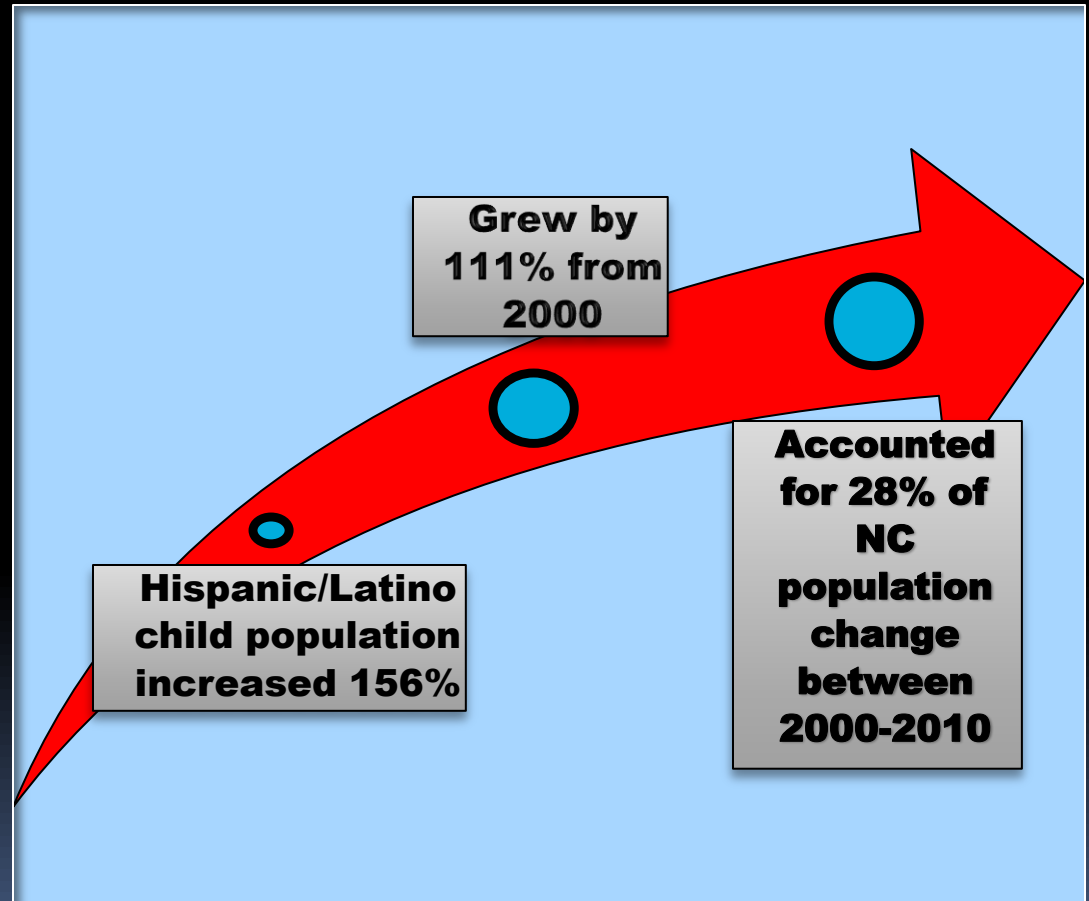 Grew by
111% from
2000
Hispanic/Latino
child population
increased 156%
Accounted
for 28% of
NC
population
change
between
2000-2010